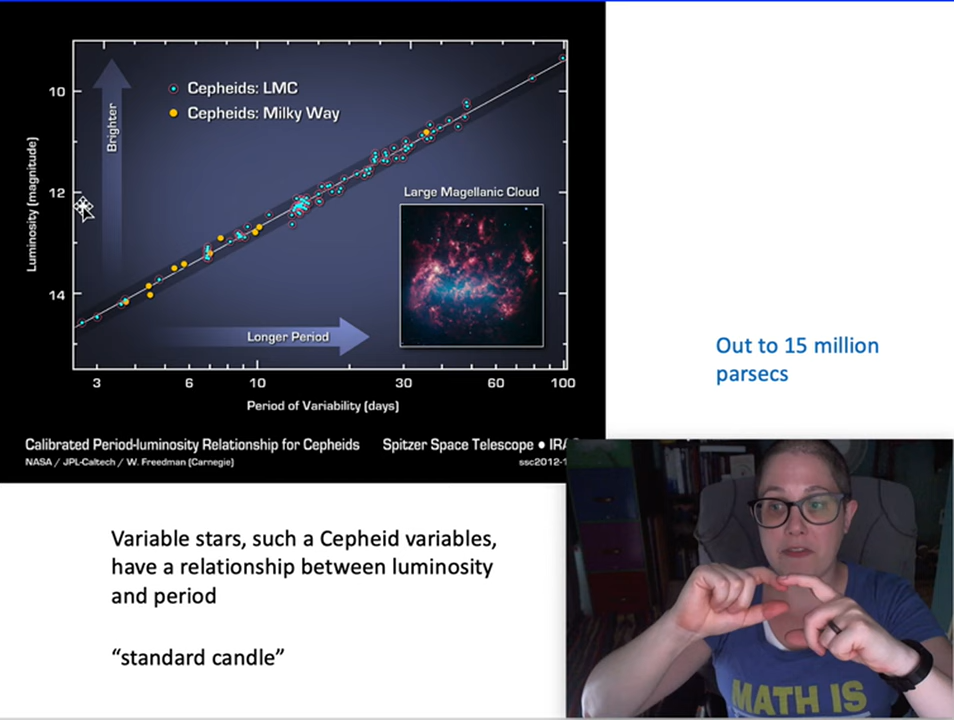 10
12
14
Luminosity (magnitude)
Brighter
Cepheids: LMC
Cepheids: Milky Way
Large Magellanic Cloud
Longer Period
3 6 10 30 60 100
Period of Variability (days)
Calibrated Period-luminosity Relationship for Cepheids
NASA / JPL-Caltech / W. Freedman (Carnegie)
Spitzer Space Telescope • IRA
ssc2012-1
Out to 15 million
parsecs
Variable stars, such a Cepheid variables,
have a relationship between luminosity
and period
“standard candle”
MATH IS